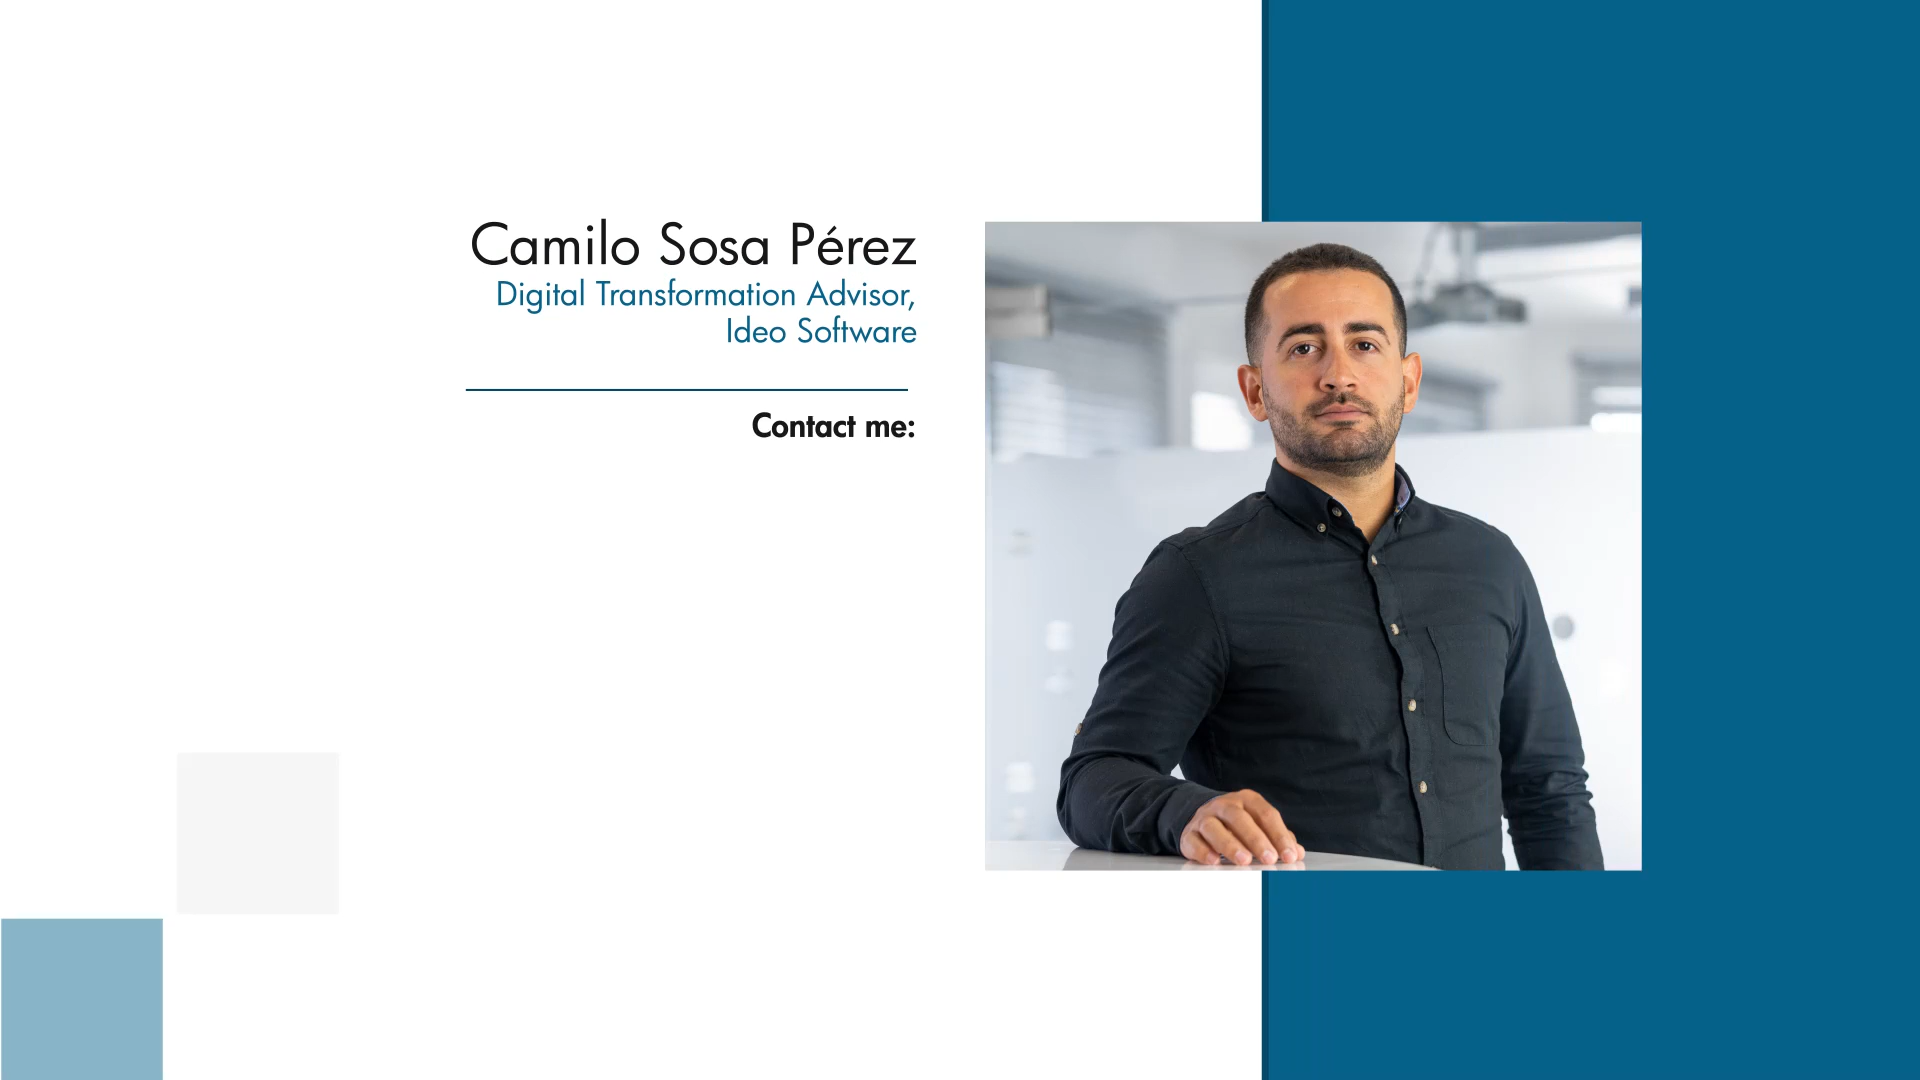 Camilo Sosa Pérez
Digital Transformation Advisor,
Ideo Software
Contact me: